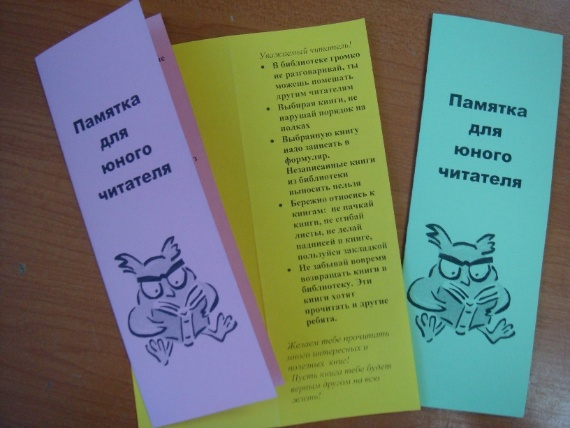 Памятка
для
юного
читателя
Уважаемый читатель!
• В библиотеке громко
не разговаривай, ты
можешь помешать
другим читателям
• Выбирая книги, не
нарушай порядок на
полках
• Выбранную книгу
надо записать в
формуляр.
Незаписанные книги
из библиотеки
выносить нельзя
• Бережно относись к
книгам: не пачкай
книги, не сгибай
листы, не делай
надписей в книге,
пользуйся закладкой
• Не забывай вовремя
возвращать книги в
библиотеку. Эти
книги хотят
прочитать и другие
ребята.
Желаем тебе прочитать
много интересных и
полезных книг!
Пусть книга тебе будет
верным другом на всю
жизнь!
Памятка
для
юного
читателя